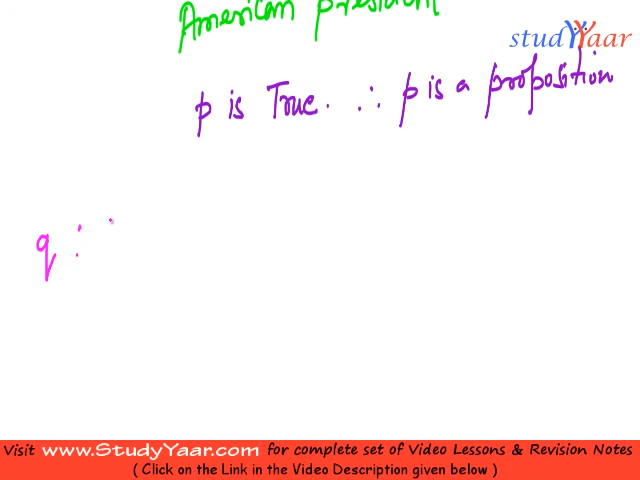 American president
studYYaar
p is True. ∴ p is a proposition
q :
Visit www.StudyYaar.com for complete set of Video Lessons & Revision Notes
( Click on the Link in the Video Description given below )